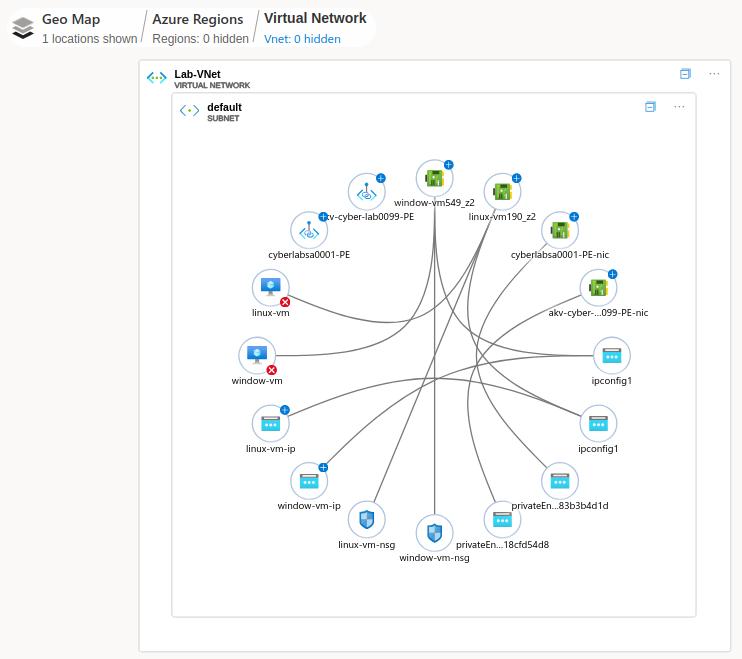 Geo Map
1 locations shown
Azure Regions
Regions: 0 hidden
Virtual Network
Vnet: 0 hidden
Lab-VNet
VIRTUAL NETWORK
default
SUBNET
window-vm549_z2
kv-cyber-lab0099-PE
linux-vm190_z2
cyberlabsa0001-PE
cyberlabsa0001-PE-nic
linux-vm
akv-cyber-...099-PE-nic
window-vm
ipconfig1
linux-vm-ip
ipconfig1
window-vm-ip
privateEn...83b3b4d1d
linux-vm-nsg
privateEn...18cfd54d8
window-vm-nsg